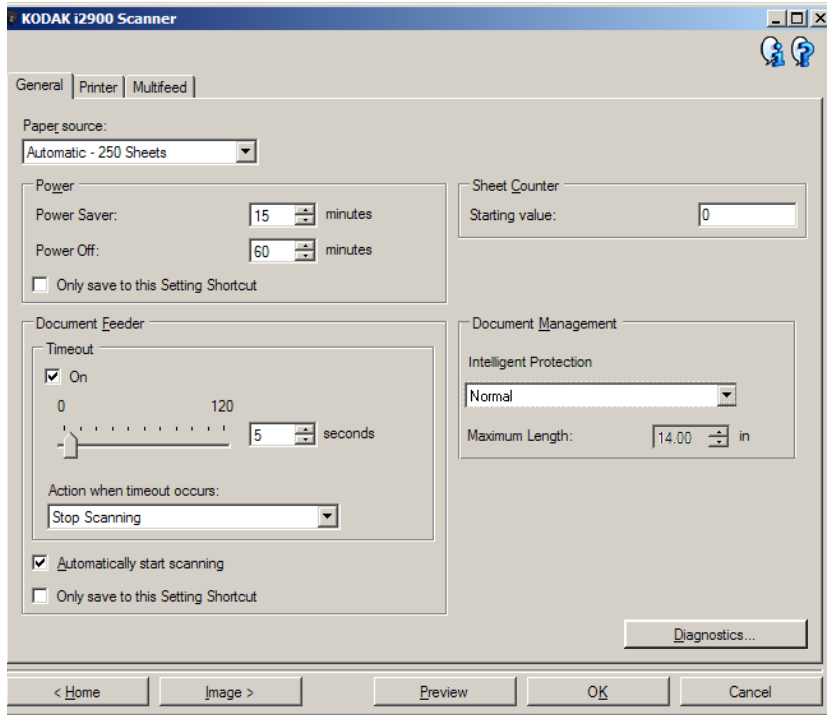 KODAK i2900 Scanner
General Printer Multifeed
Paper source:
Automatic - 250 Sheets
Power
Power Saver: 15 minutes
Power Off: 60 minutes
Only save to this Setting Shortcut
Sheet Counter
Starting value: 0
Document Feeder
Timeout
On
0 120
5 seconds
Action when timeout occurs:
Stop Scanning
Automatically start scanning
Only save to this Setting Shortcut
Document Management
Intelligent Protection
Normal
Maximum Length: 14.00 in
Diagnostics...
< Home Image > Preview OK Cancel